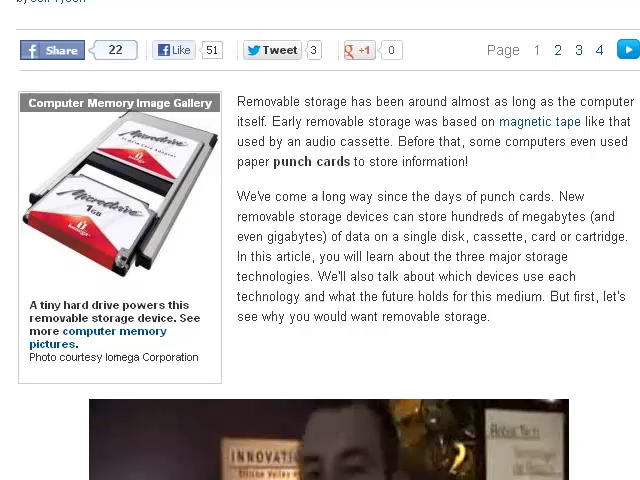 Share 22 Like 51 Tweet 3 +1 0 Page 1 2 3 4
Computer Memory Image Gallery
Microdrive
Iomega
Microdrive
1GB
Iomega
A tiny hard drive powers this
removable storage device. See
more computer memory
pictures.
Photo courtesy Iomega Corporation
Removable storage has been around almost as long as the computer
itself. Early removable storage was based on magnetic tape like that
used by an audio cassette. Before that, some computers even used
paper punch cards to store information!
We've come a long way since the days of punch cards. New
removable storage devices can store hundreds of megabytes (and
even gigabytes) of data on a single disk, cassette, card or cartridge.
In this article, you will learn about the three major storage
technologies. We'll also talk about which devices use each
technology and what the future holds for this medium. But first, let's
see why you would want removable storage.
INNOVATI